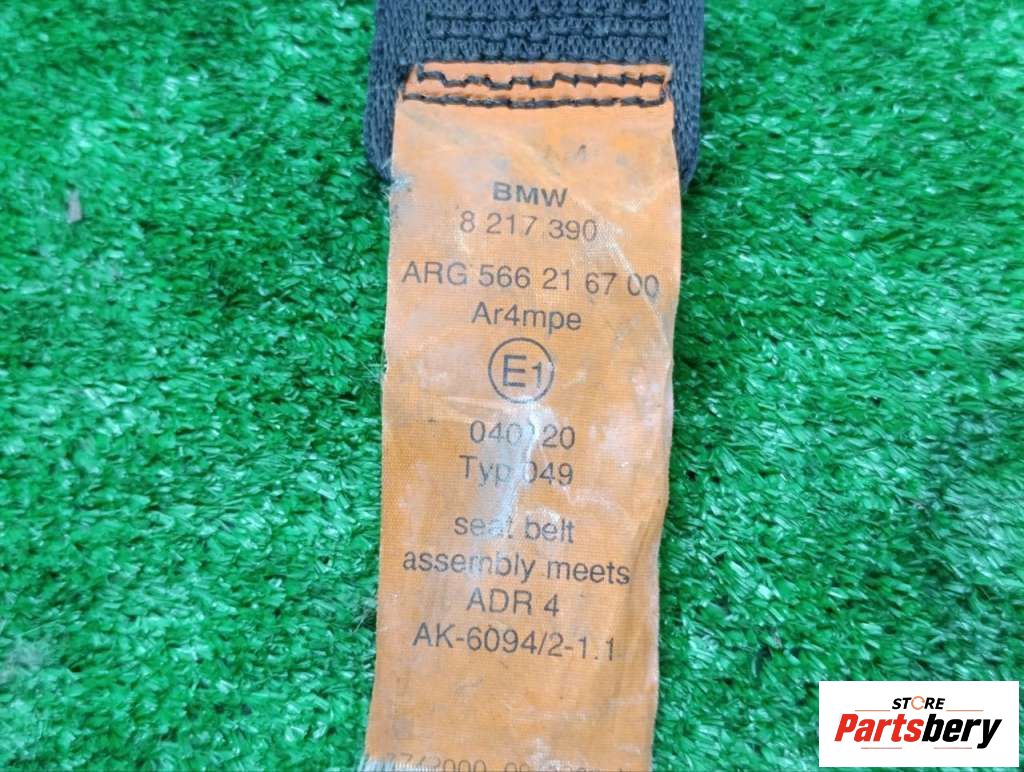 4
BMW
8 217 390
ARG 566 21 67 00
Ar4mpe
E1
Typ 049
seat belt
assembly meets
ADR 4
AK-6094/2-1.1
STORE
Partsbery